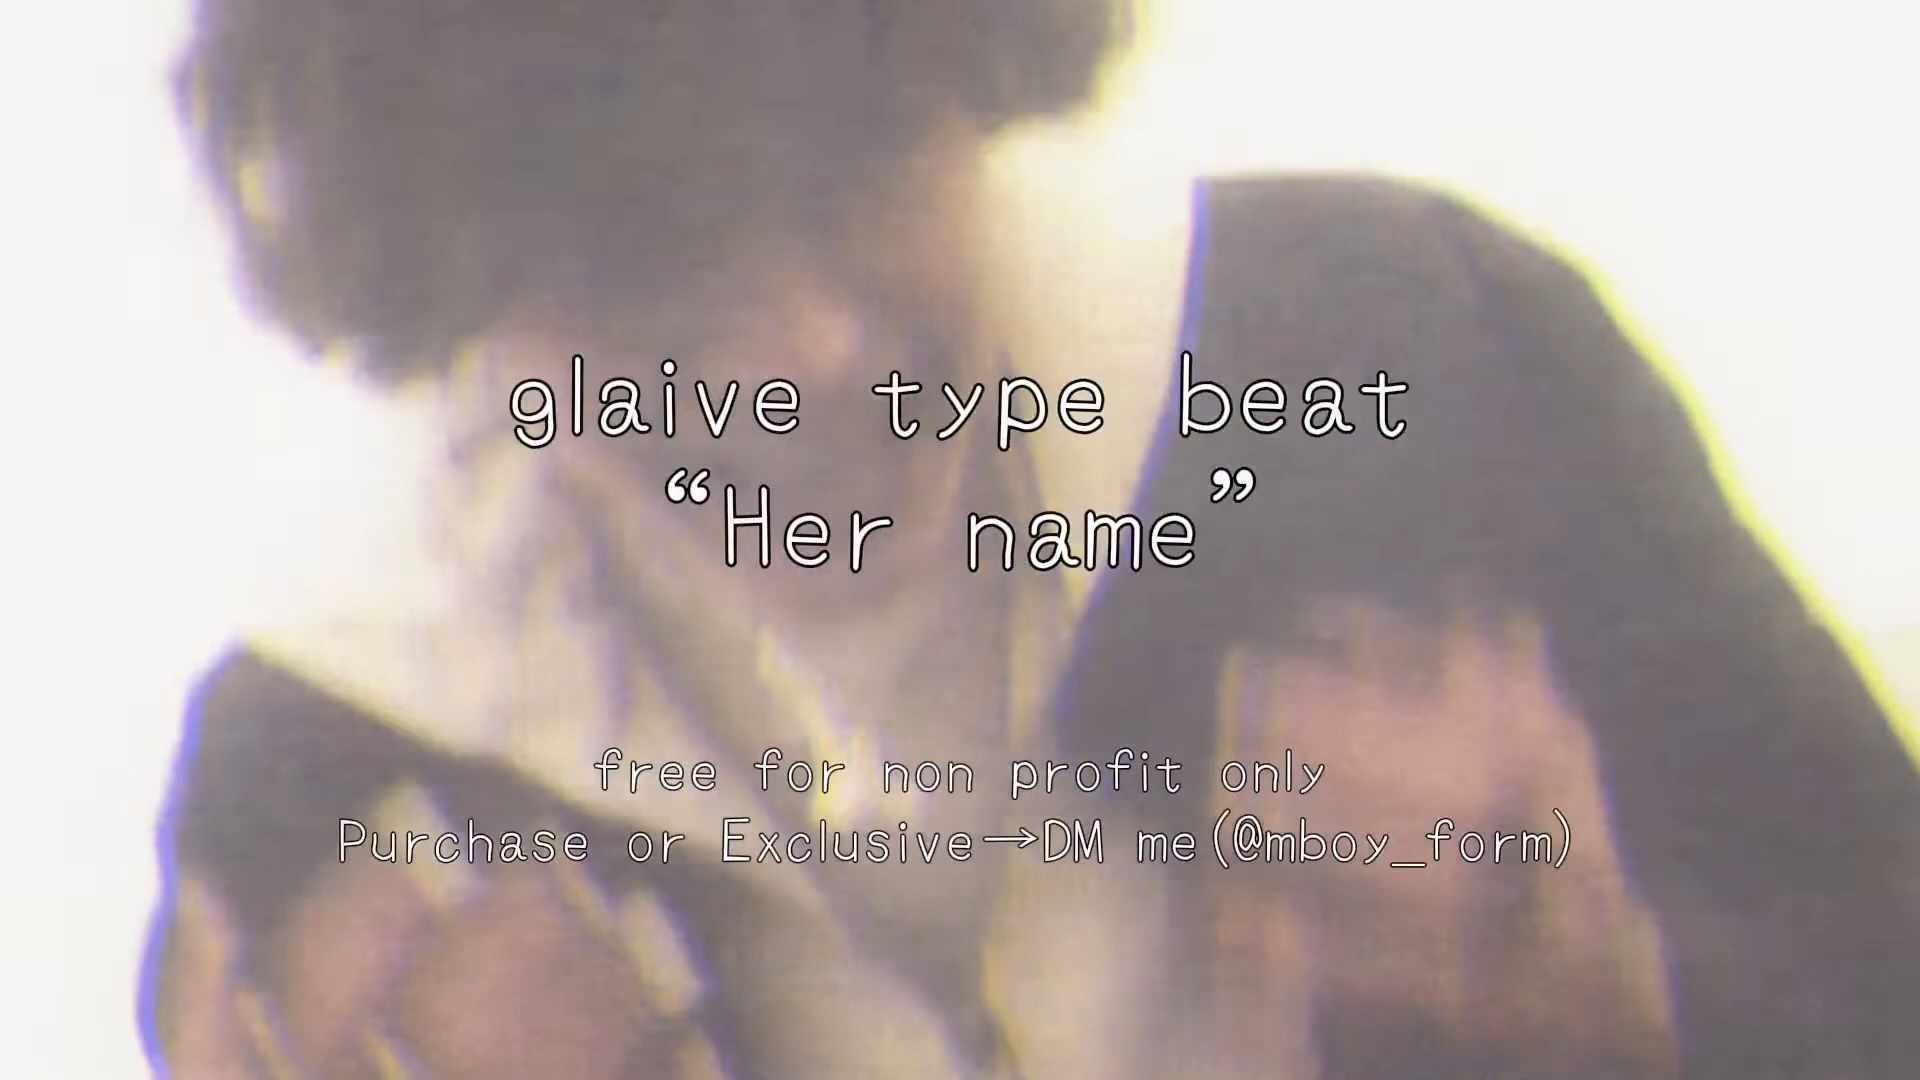 glaive type beat
“Her name”
free for non profit only
Purchase or Exclusive→DM me(@mboy_form)